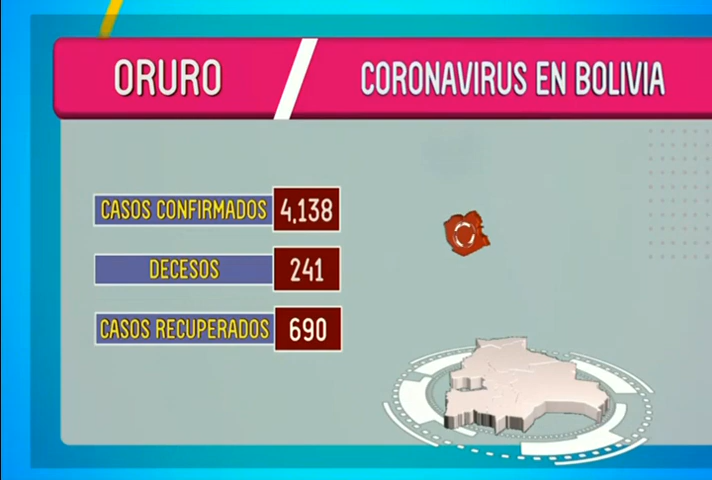 ORURO
CORONAVIRUS EN BOLIVIA
CASOS CONFIRMADOS 4,138
DECESOS 241
CASOS RECUPERADOS 690